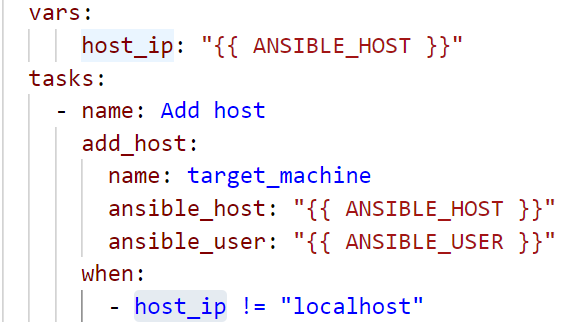 vars:
host_ip: "{{ ANSIBLE_HOST }}"
tasks:
- name: Add host
add_host:
name: target_machine
ansible_host: "{{ ANSIBLE_HOST }}"
ansible_user: "{{ ANSIBLE_USER }}"
when:
- host_ip != "localhost"